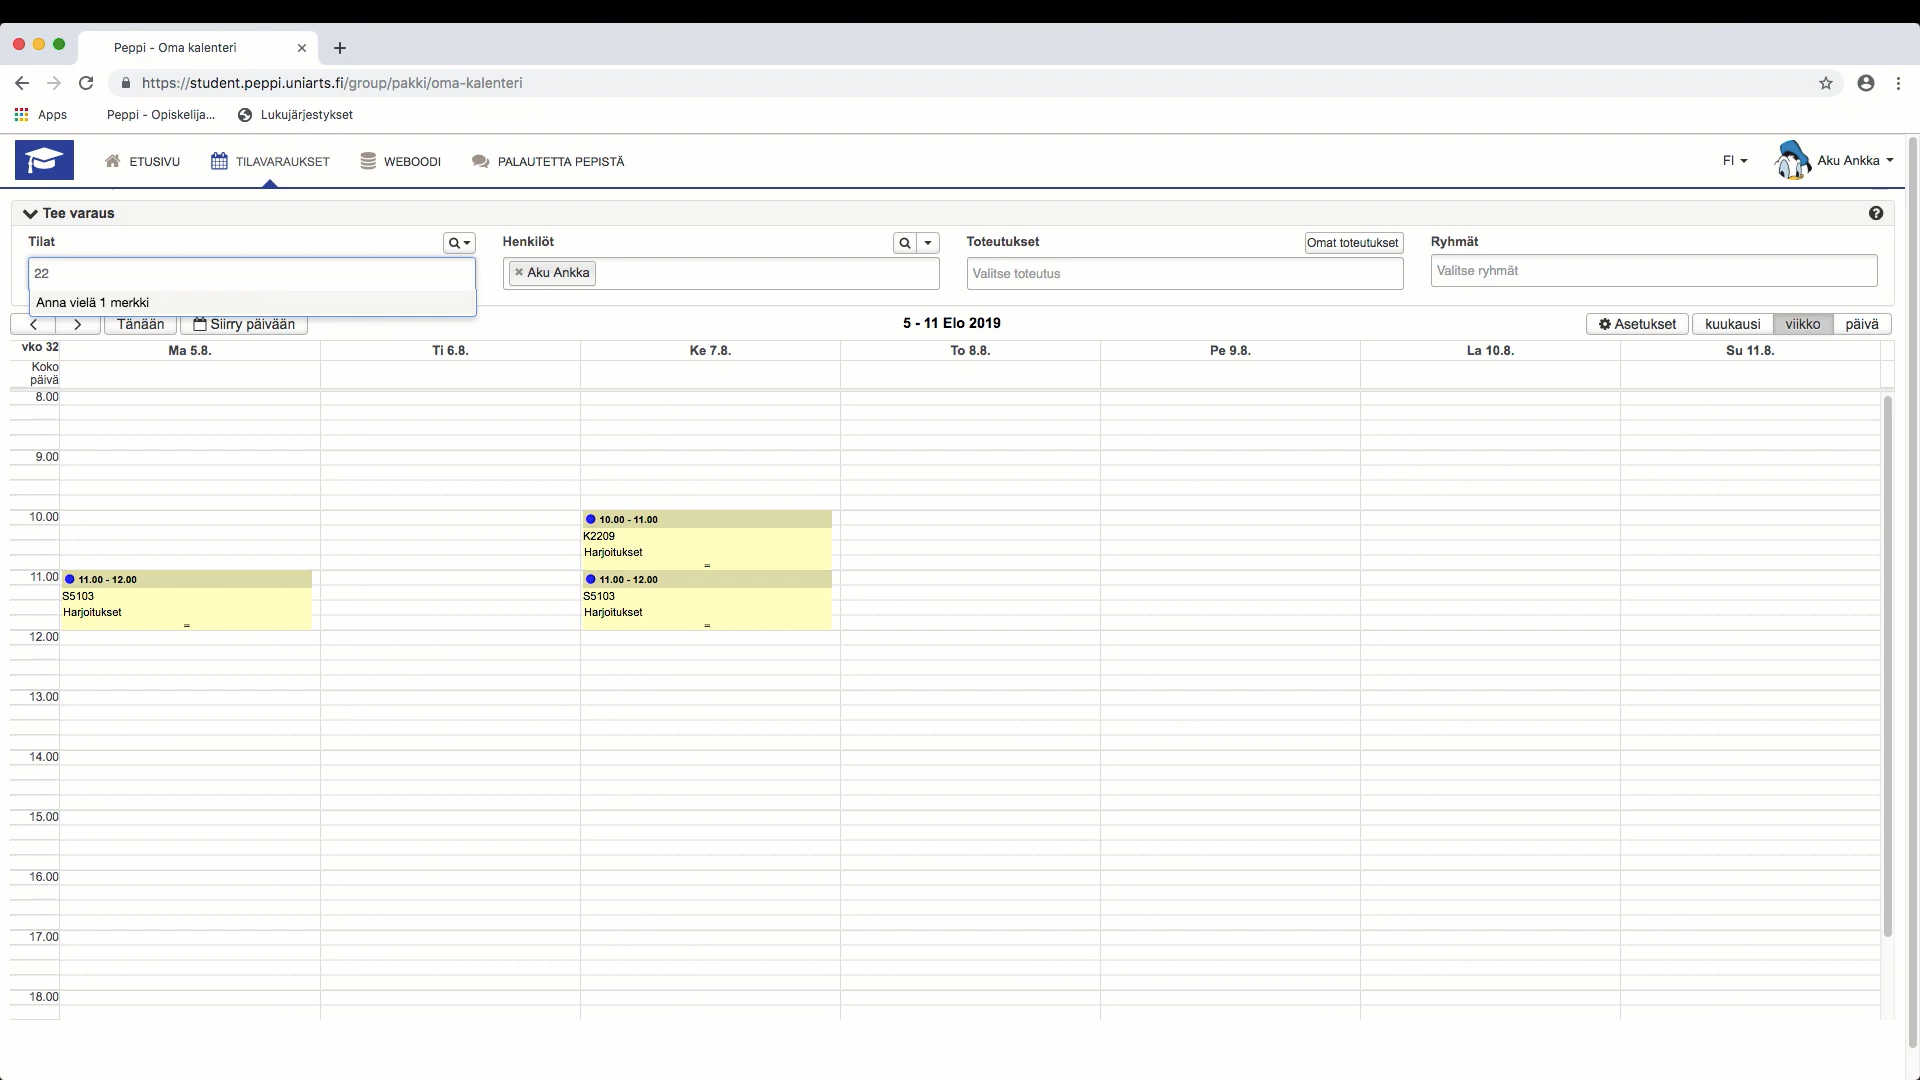 Peppi - Oma kalenteri
https://student.peppi.uniarts.fi/group/pakki/oma-kalenteri
Apps Peppi - Opiskelija... Lukujärjestykset
ETUSIVU TILAVARAUKSET WEBOODI PALAUTETTA PEPISTÄ FI Aku Ankka
Tee varaus
Tilat Henkilöt Toteutukset Omat toteutukset Ryhmät
22 Aku Ankka Valitse toteutus Valitse ryhmät
Anna vielä 1 merkki
Tänään Siirry päivään 5 - 11 Elo 2019 Asetukset kuukausi viikko päivä
vko 32 Ma 5.8. Ti 6.8. Ke 7.8. To 8.8. Pe 9.8. La 10.8. Su 11.8.
Koko
päivä
8.00
9.00
10.00 10.00 - 11.00
K2209
Harjoitukset
11.00 11.00 - 12.00 11.00 - 12.00
S5103 S5103
Harjoitukset Harjoitukset
12.00
13.00
14.00
15.00
16.00
17.00
18.00